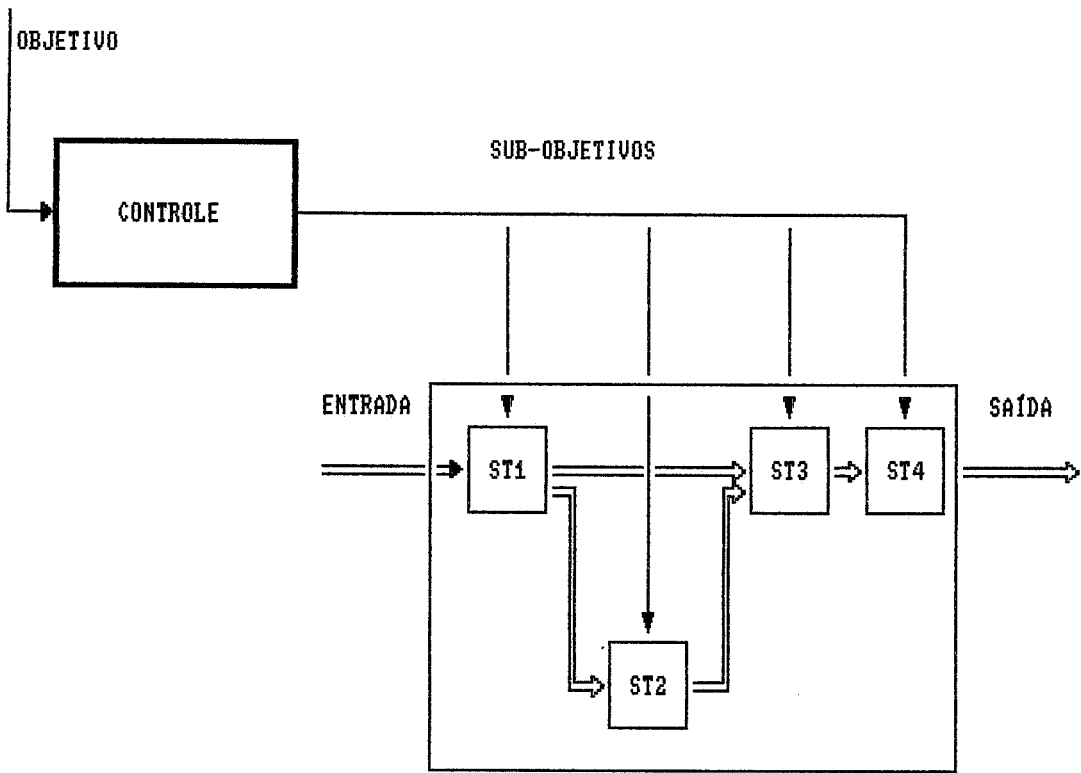 OBJETIVO
SUB-OBJETIVOS
CONTROLE
ENTRADA
SAÍDA
ST1
ST3
ST4
ST2